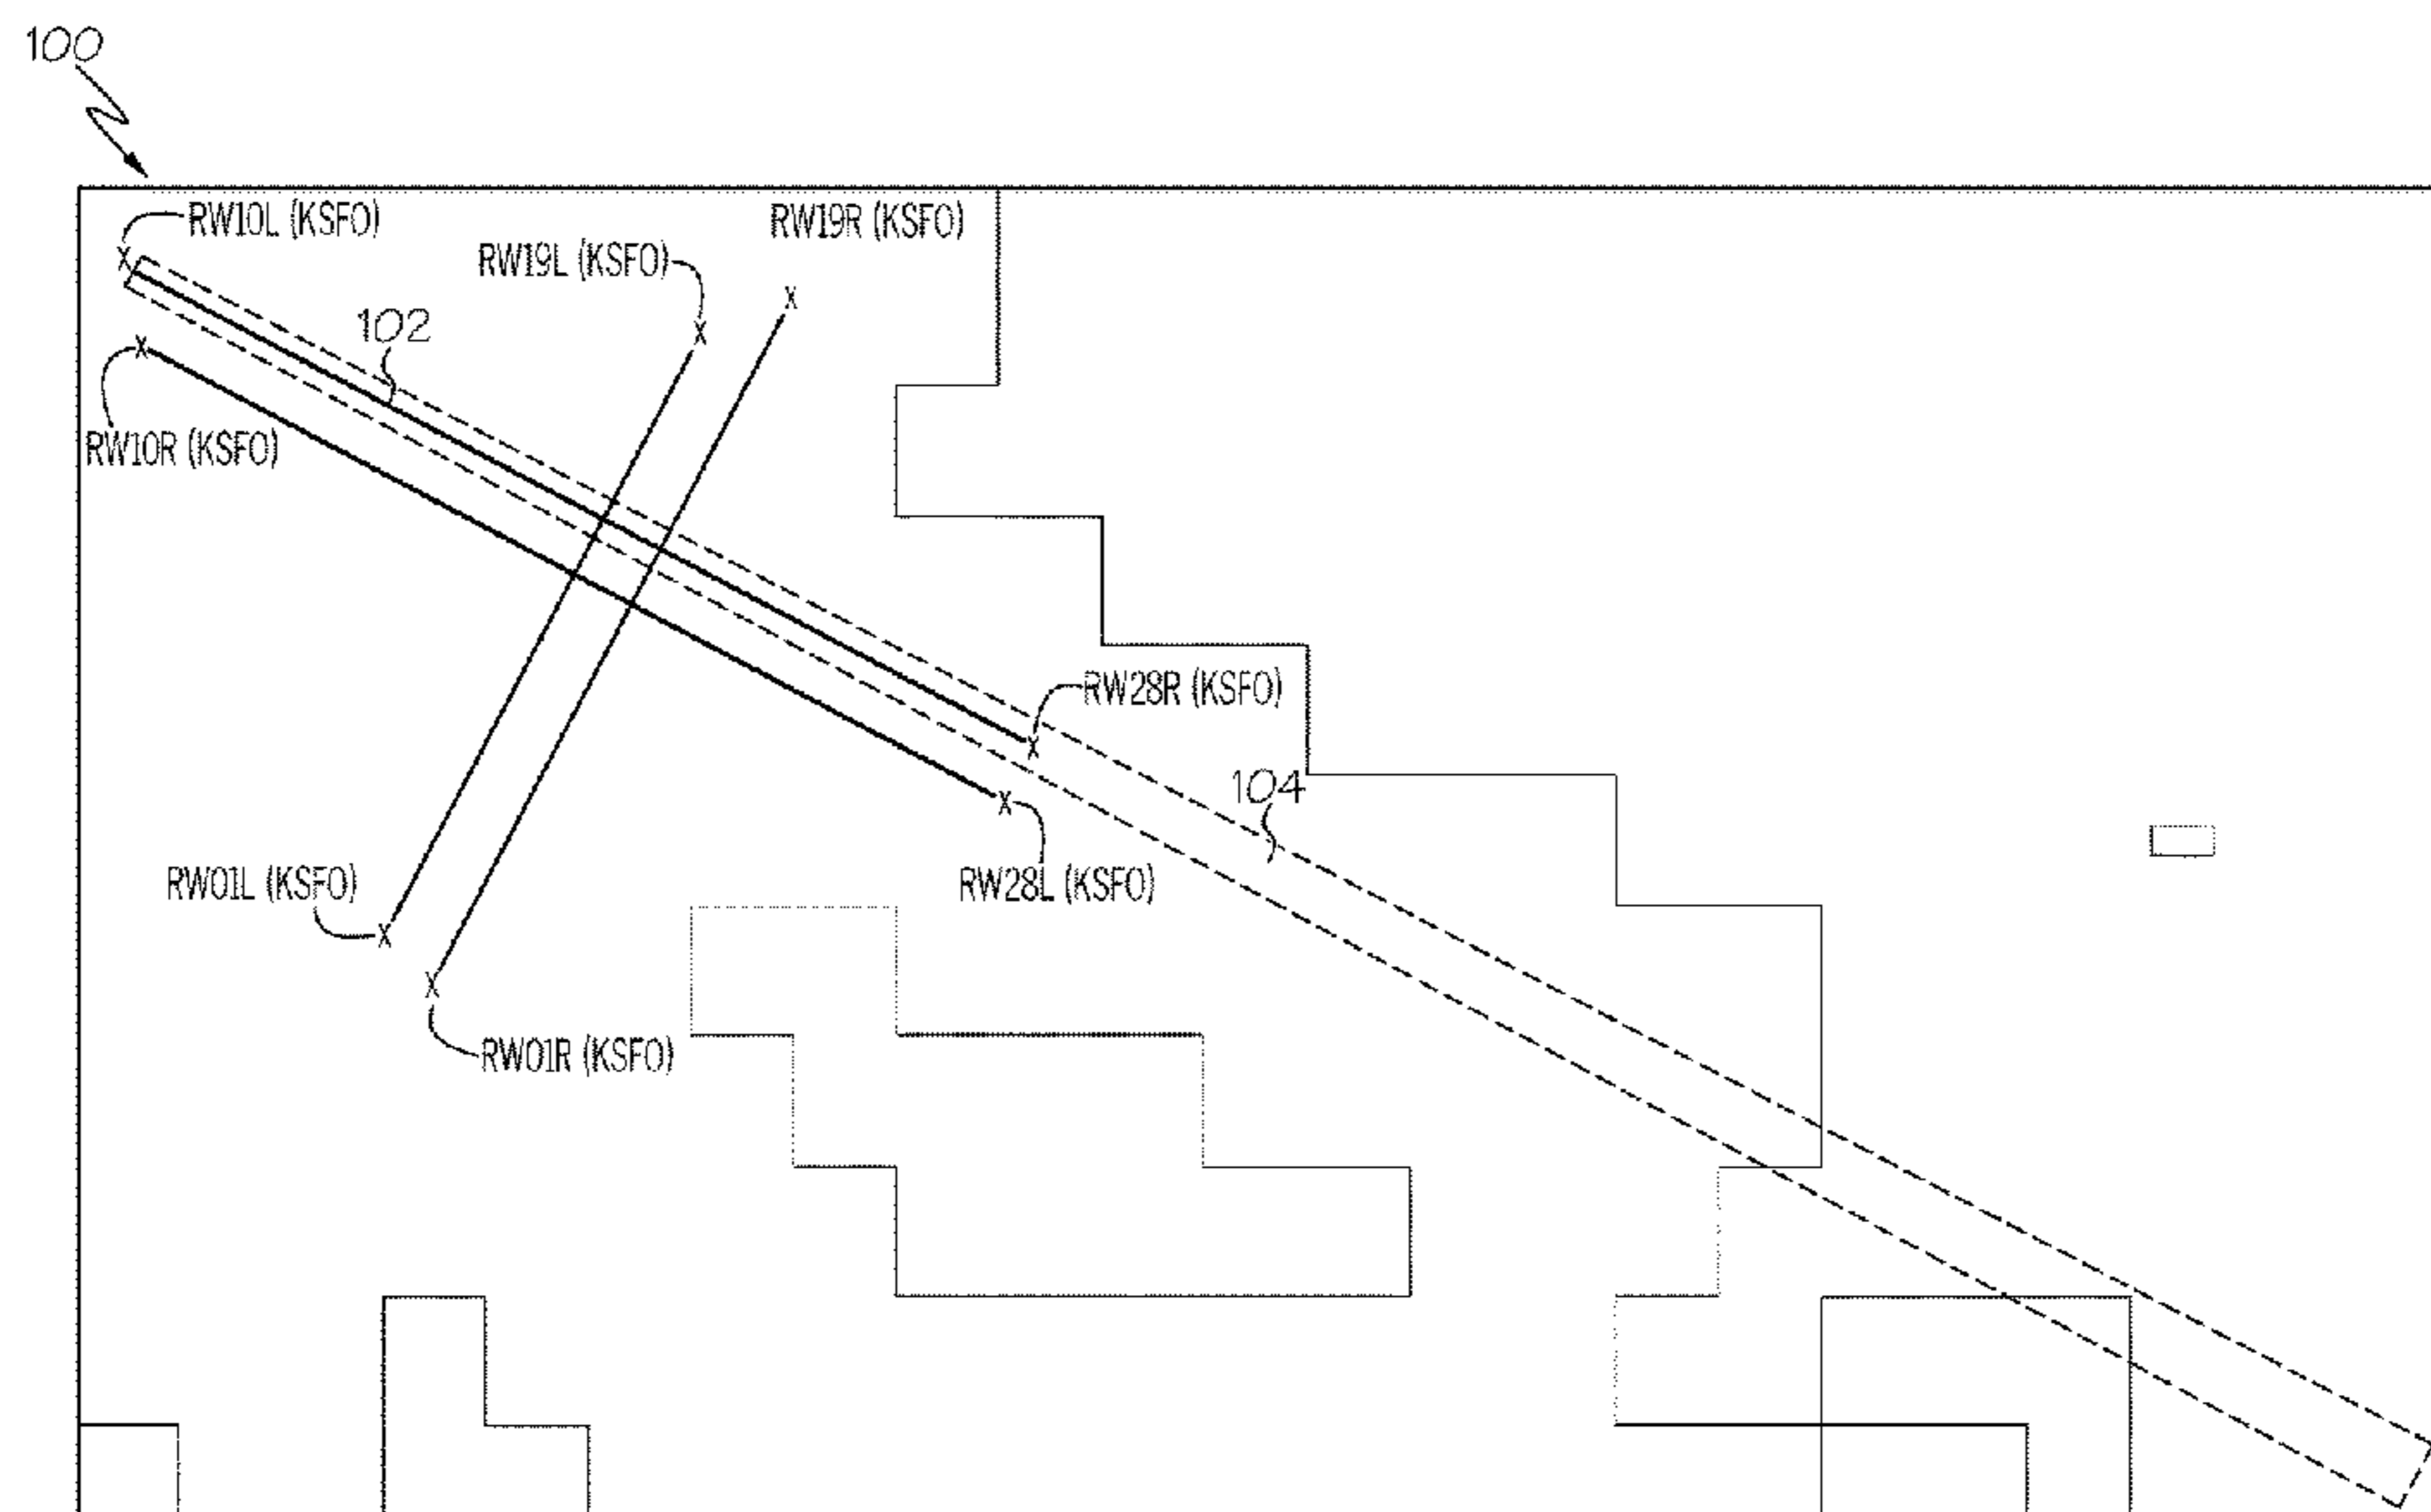 100
RW10L (KSFO)
RW19R (KSFO)
RW19L (KSFO)
102
RW10R (KSFO)
RW28R (KSFO)
104
RW01L (KSFO)
RW28L (KSFO)
RW01R (KSFO)